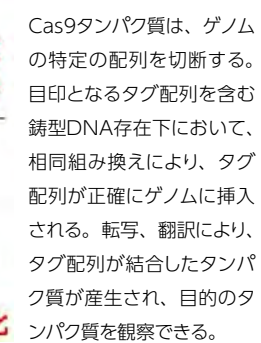 Cas9タンパク質は、ゲノム
の特定の配列を切断する。
目印となるタグ配列を含む
鋳型DNA存在下において、
相同組み換えにより、タグ
配列が正確にゲノムに挿入
される。転写、翻訳により、
タグ配列が結合したタンパ
ク質が産生され、目的のタ
ンパク質を観察できる。